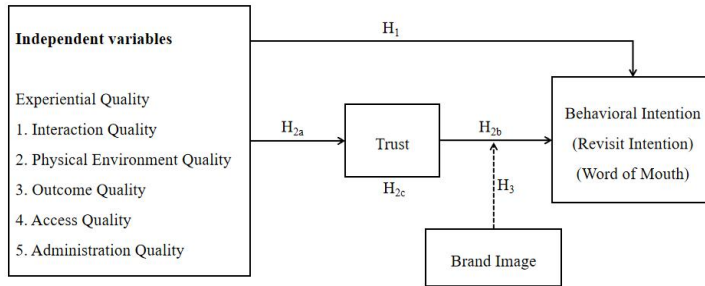 Independent variables
Experiential Quality
1. Interaction Quality
2. Physical Environment Quality
3. Outcome Quality
4. Access Quality
5. Administration Quality
H1
H2a
Trust
H2c
H2b
H3
Brand Image
Behavioral Intention
(Revisit Intention)
(Word of Mouth)